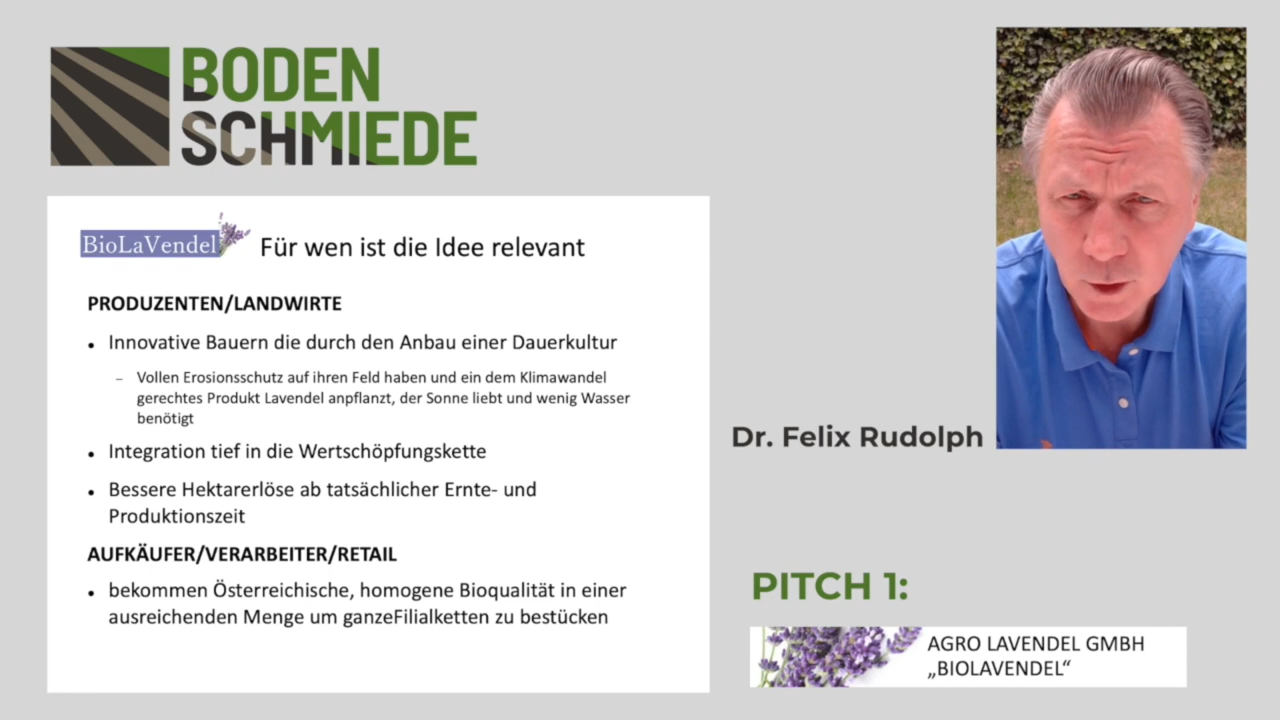 BODEN
SCHMIEDE
BioLaVendel
Für wen ist die Idee relevant
PRODUZENTEN/LANDWIRTE
• Innovative Bauern die durch den Anbau einer Dauerkultur
– Vollen Erosionsschutz auf ihren Feld haben und ein dem Klimawandel
gerechtes Produkt Lavendel anpflanzt, der Sonne liebt und wenig Wasser
benötigt
• Integration tief in die Wertschöpfungskette
• Bessere Hektarerlöse ab tatsächlicher Ernte- und
Produktionszeit
AUFKÄUFER/VERARBEITER/RETAIL
• bekommen Österreichische, homogene Bioqualität in einer
ausreichenden Menge um ganzeFilialketten zu bestücken
Dr. Felix Rudolph
PITCH 1:
AGRO LAVENDEL GMBH
„BIOLAVENDEL“